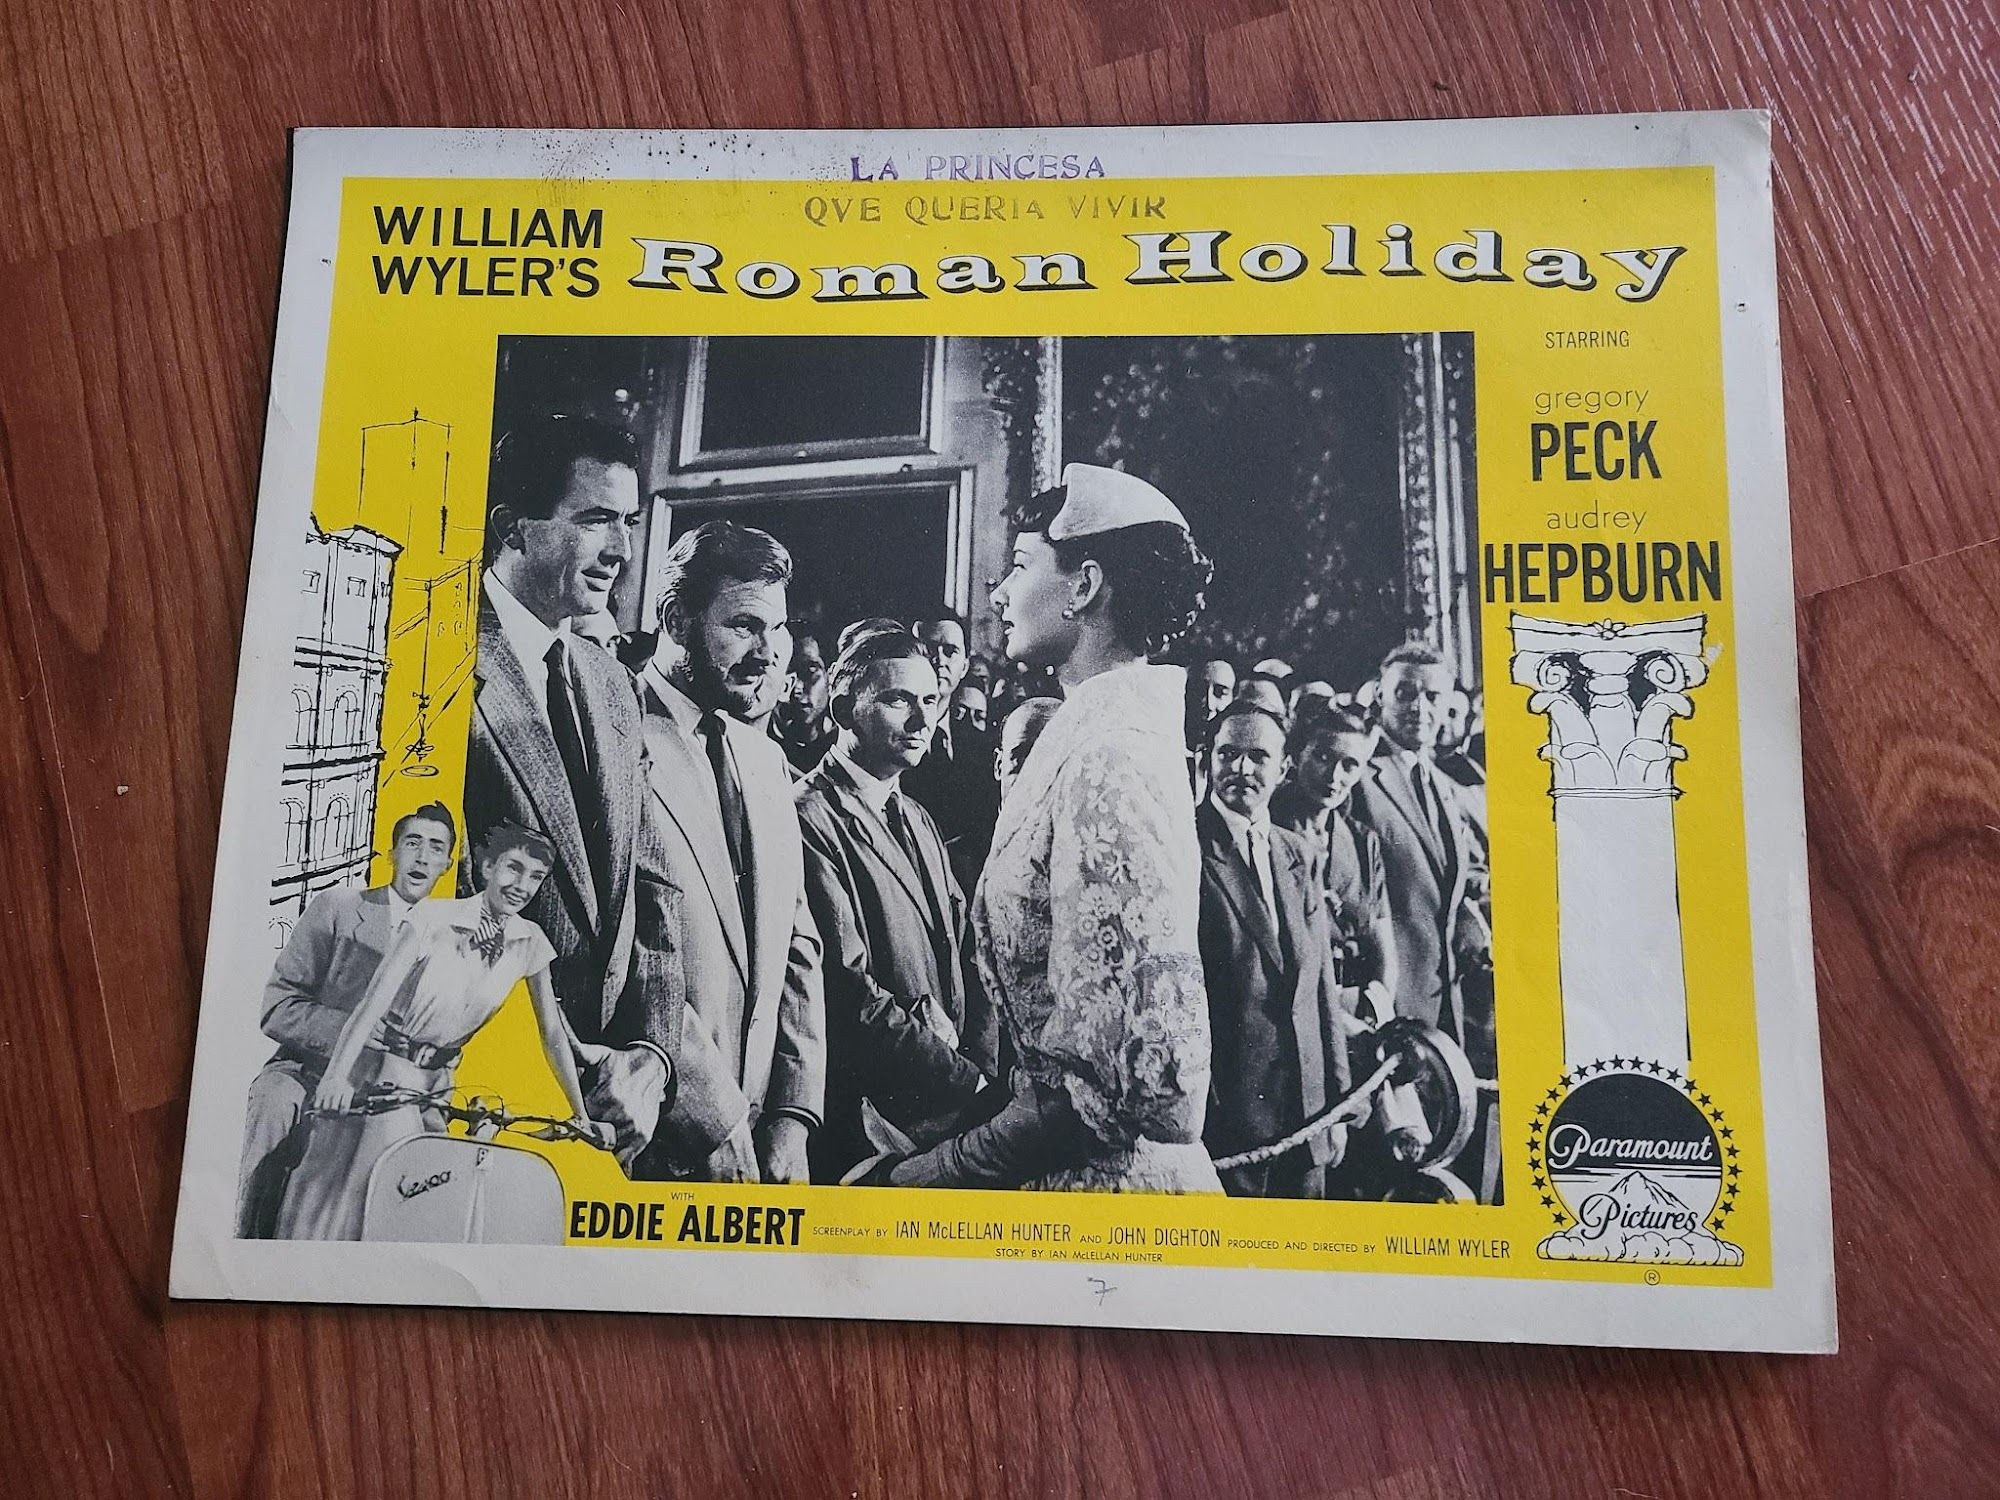 LA PRINCESA
QVE QUERIA VIVIR
WILLIAM
WYLER'S
Roman Holiday
STARRING
gregory
PECK
audrey
HEPBURN
Vespa
WITH
EDDIE ALBERT
SCREENPLAY BY IAN McLELLAN HUNTER AND JOHN DIGHTON PRODUCED AND DIRECTED BY WILLIAM WYLER
STORY BY IAN McLELLAN HUNTER
Paramount
Pictures
®
7